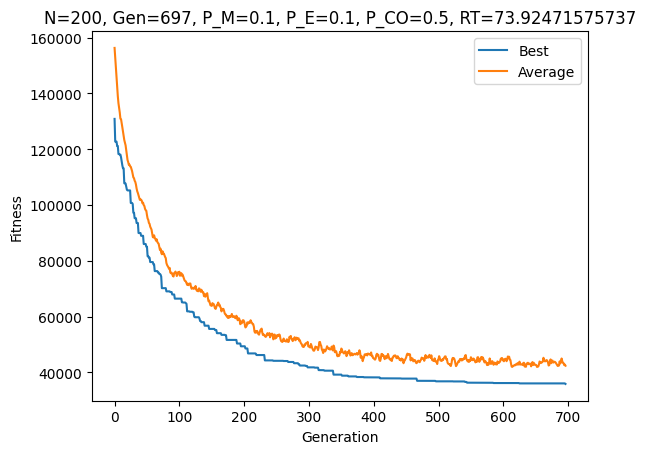 N=200, Gen=697, P_M=0.1, P_E=0.1, P_CO=0.5, RT=73.92471575737
160000
140000
120000
100000
80000
60000
40000
Fitness
Best
Average
0 100 200 300 400 500 600 700
Generation